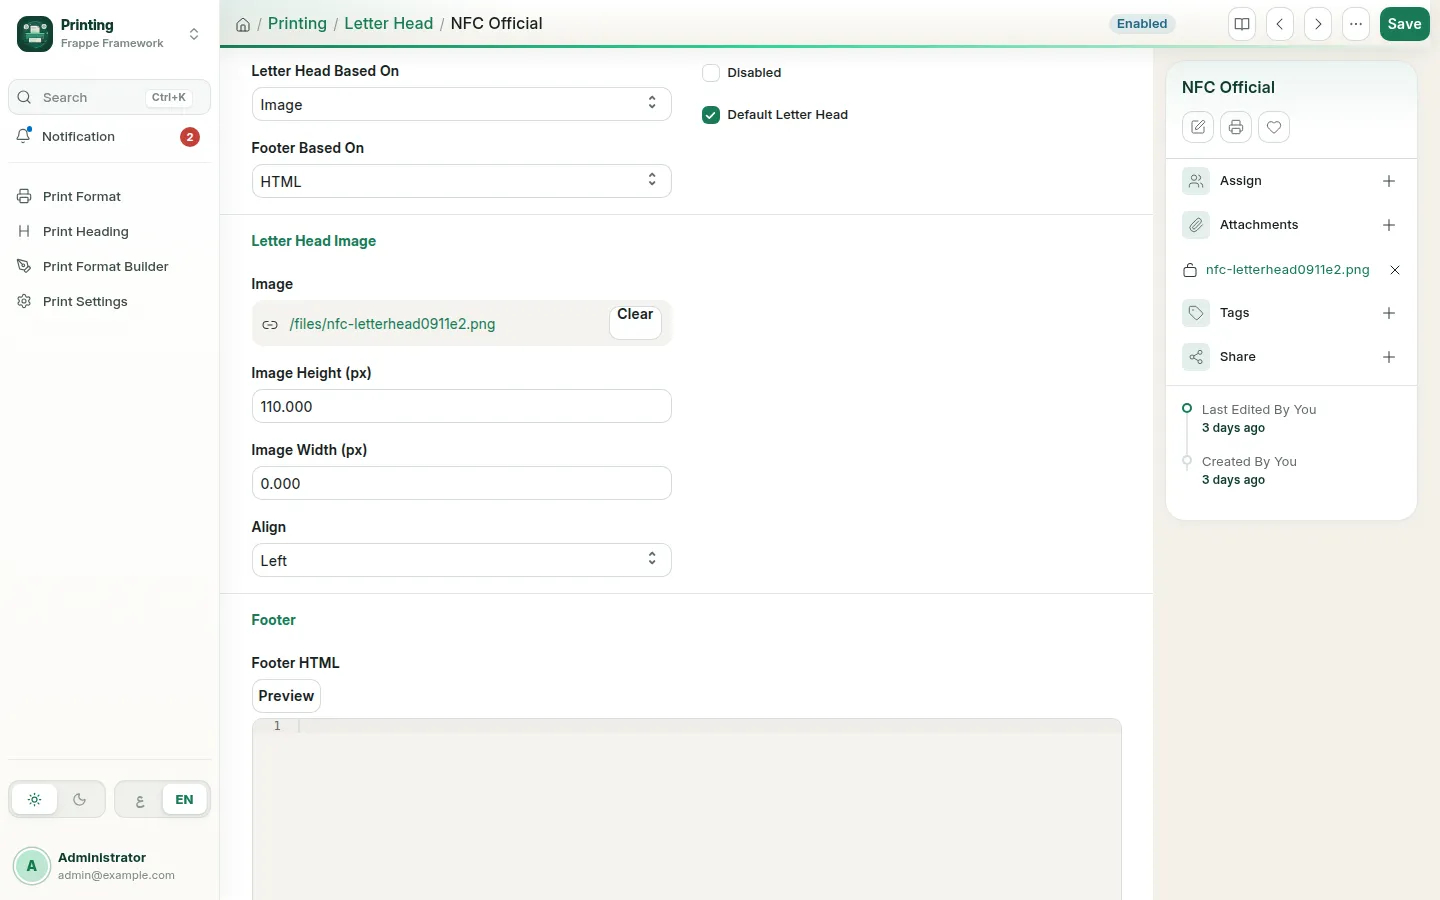 Printing
Frappe Framework
Search Ctrl+K
Notification 2
Print Format
Print Heading
Print Format Builder
Print Settings
ع EN
A
Administrator
admin@example.com
/ Printing / Letter Head / NFC Official
Enabled
Save
Letter Head Based On
Image
Disabled
Default Letter Head
Footer Based On
HTML
Letter Head Image
Image
/files/nfc-letterhead0911e2.png
Clear
Image Height (px)
110.000
Image Width (px)
0.000
Align
Left
Footer
Footer HTML
Preview
1
NFC Official
Assign
Attachments
nfc-letterhead0911e2.png
Tags
Share
Last Edited By You
3 days ago
Created By You
3 days ago